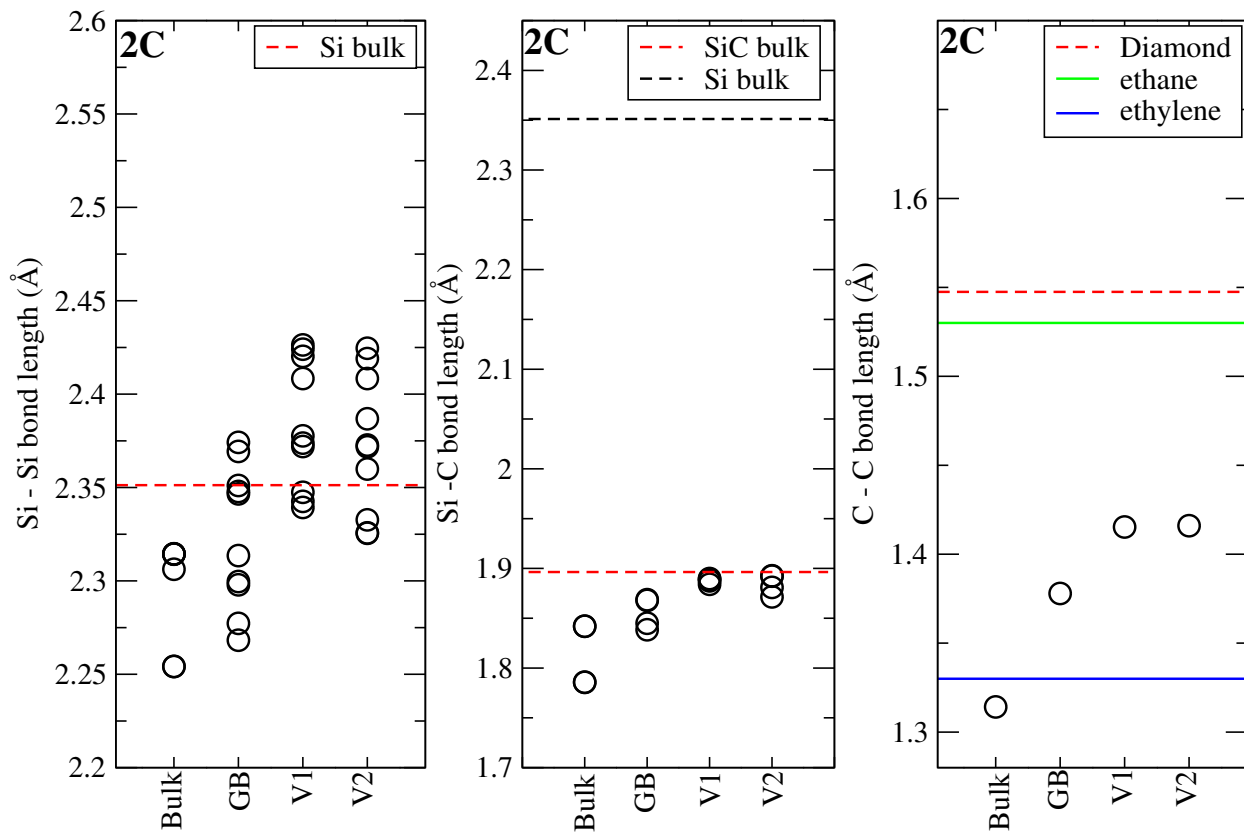 2C
Si bulk
2.6
2.55
2.5
2.45
2.4
2.35
2.3
2.25
2.2
Si - Si bond length (Å)
Bulk
GB
V1
V2
2C
SiC bulk
Si bulk
2.4
2.3
2.2
2.1
2
1.9
1.8
1.7
Si -C bond length (Å)
Bulk
GB
V1
V2
2C
Diamond
ethane
ethylene
1.6
1.5
1.4
1.3
C - C bond length (Å)
Bulk
GB
V1
V2